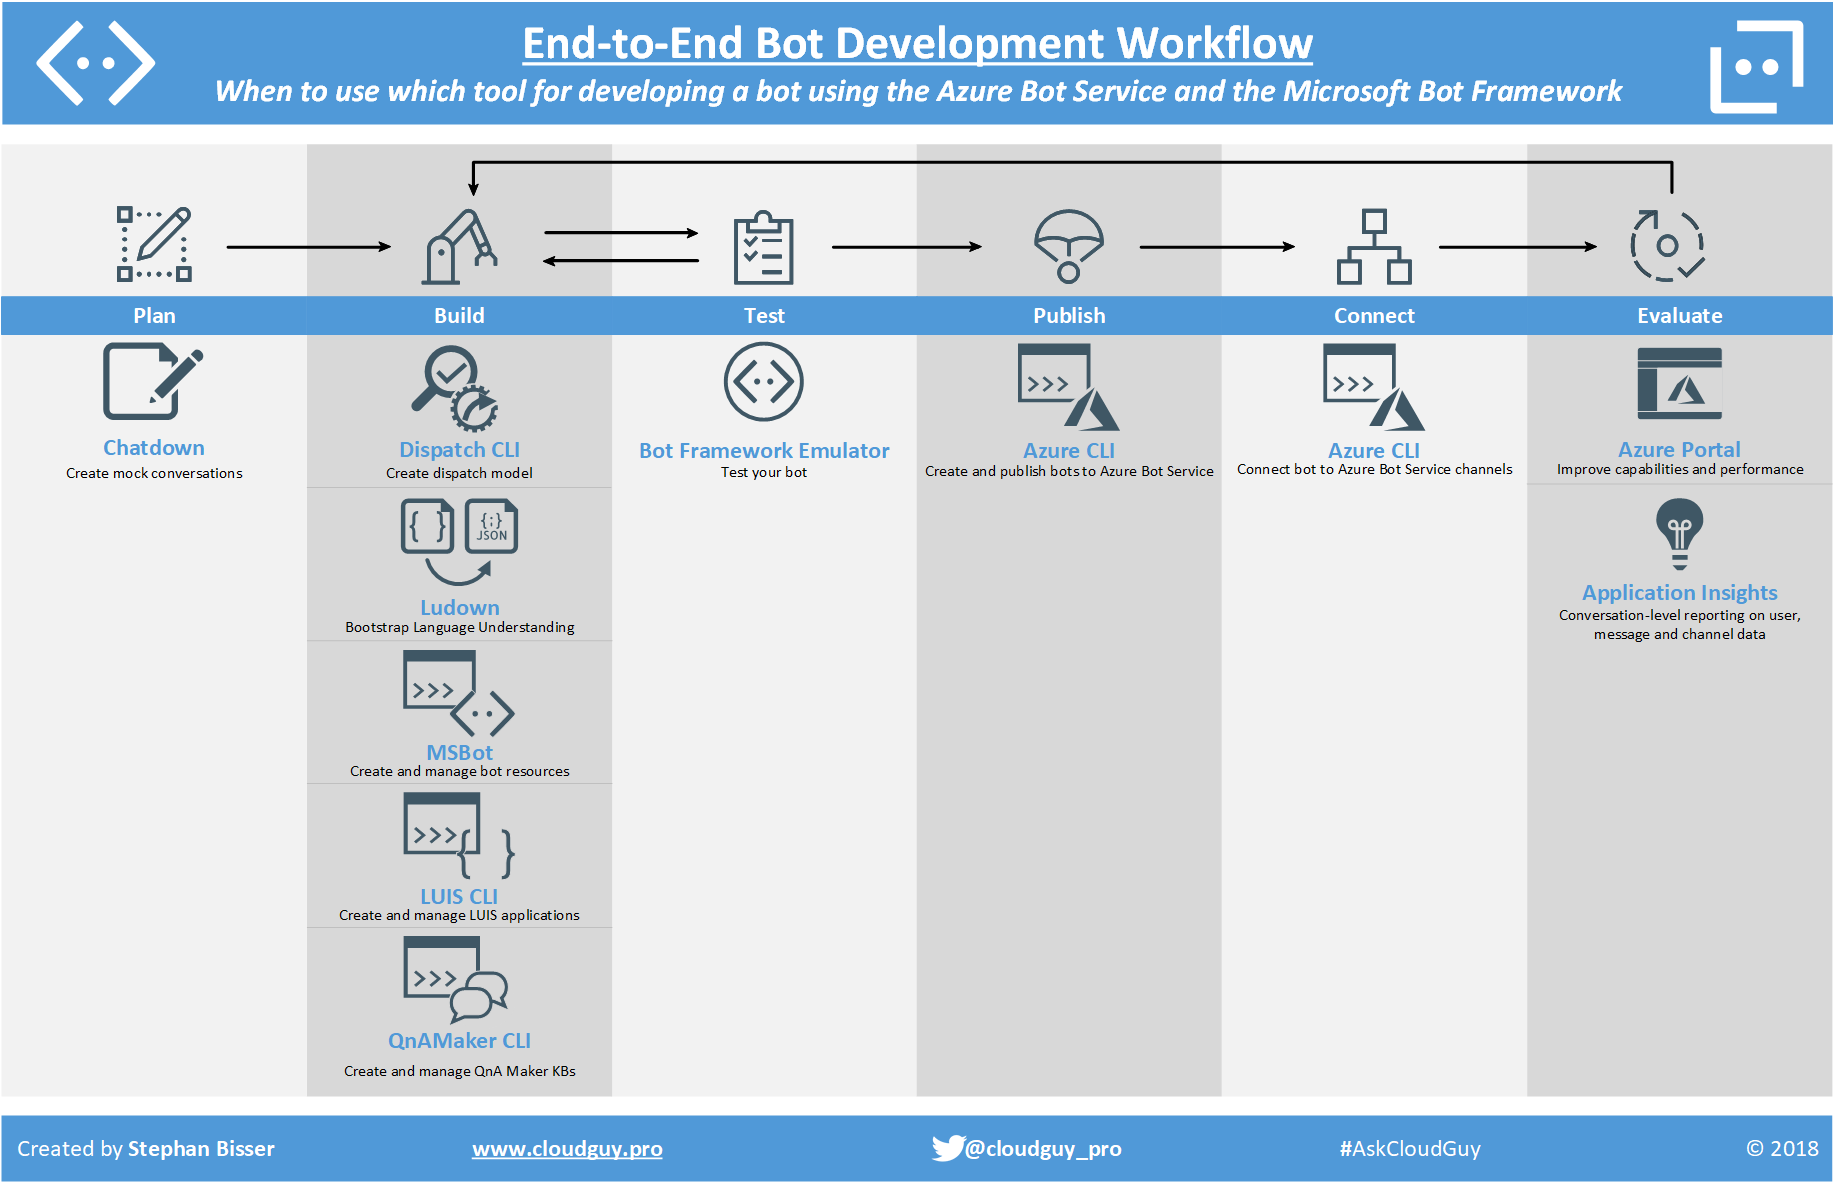 End-to-End Bot Development Workflow
When to use which tool for developing a bot using the Azure Bot Service and the Microsoft Bot Framework
Plan
Build
Test
Publish
Connect
Evaluate
Chatdown
Create mock conversations
Dispatch CLI
Create dispatch model
{ }
{;}
JSON
Ludown
Bootstrap Language Understanding
>>>
MSBot
Create and manage bot resources
>>>
{ }
LUIS CLI
Create and manage LUIS applications
>>>
QnAMaker CLI
Create and manage QnA Maker KBs
Bot Framework Emulator
Test your bot
>>>
Azure CLI
Create and publish bots to Azure Bot Service
>>>
Azure CLI
Connect bot to Azure Bot Service channels
Azure Portal
Improve capabilities and performance
Application Insights
Conversation-level reporting on user,
message and channel data
Created by Stephan Bisser
www.cloudguy.pro
@cloudguy_pro
#AskCloudGuy
© 2018